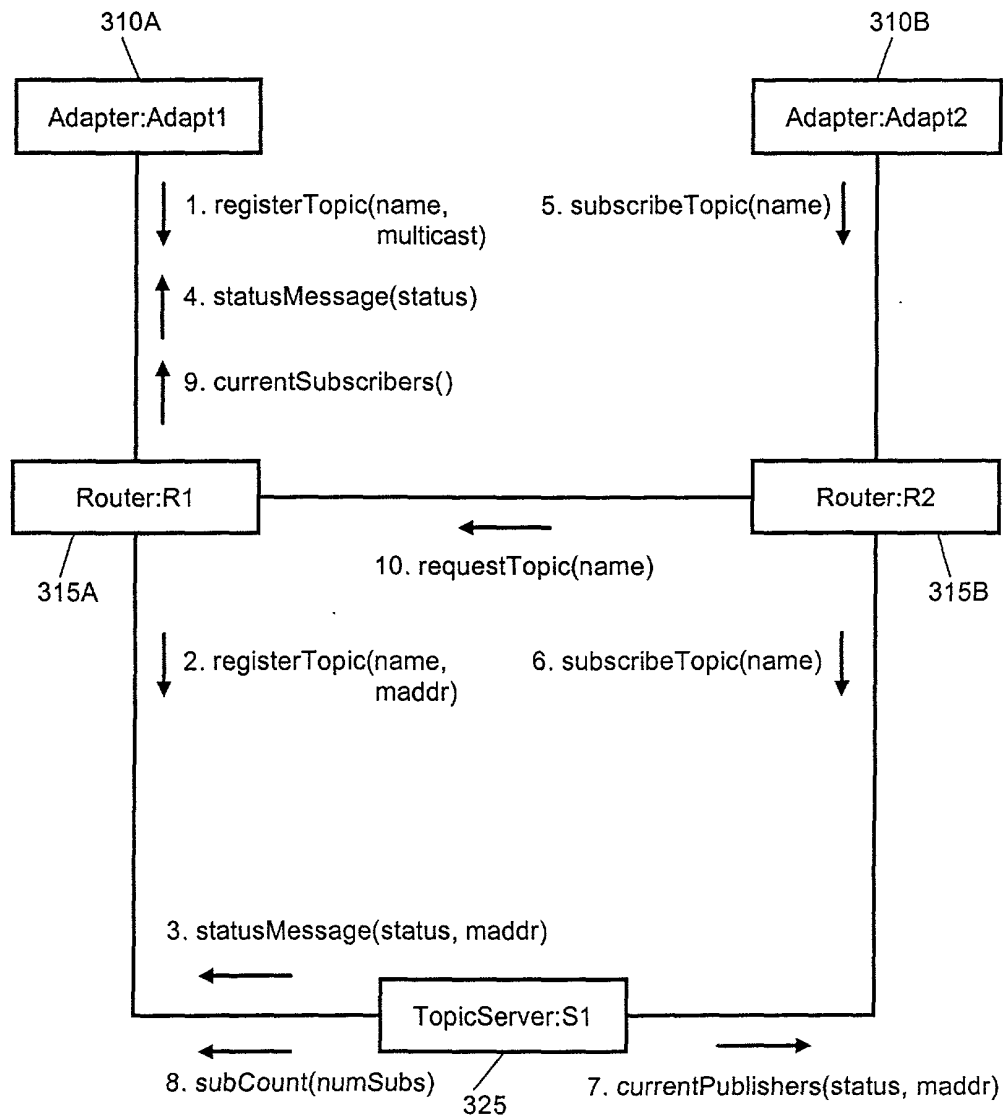 310A
310B
Adapter:Adapt1
Adapter:Adapt2
1. registerTopic(name,
multicast)
5. subscribeTopic(name)
4. statusMessage(status)
9. currentSubscribers()
Router:R1
Router:R2
10. requestTopic(name)
315A
315B
2. registerTopic(name,
maddr)
6. subscribeTopic(name)
3. statusMessage(status, maddr)
TopicServer:S1
8. subCount(numSubs)
7. currentPublishers(status, maddr)
325